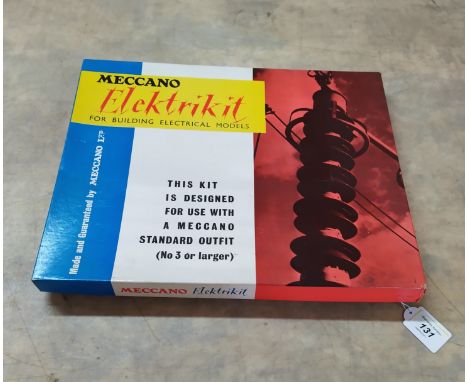 MECCANO
Elektrikit
FOR BUILDING ELECTRICAL MODELS
THIS KIT
IS DESIGNED
FOR USE WITH
A MECCANO
STANDARD OUTFIT
(No 3 or larger)
Made and Guaranteed by MECCANO LTD
MECCANO Elektrikit
131